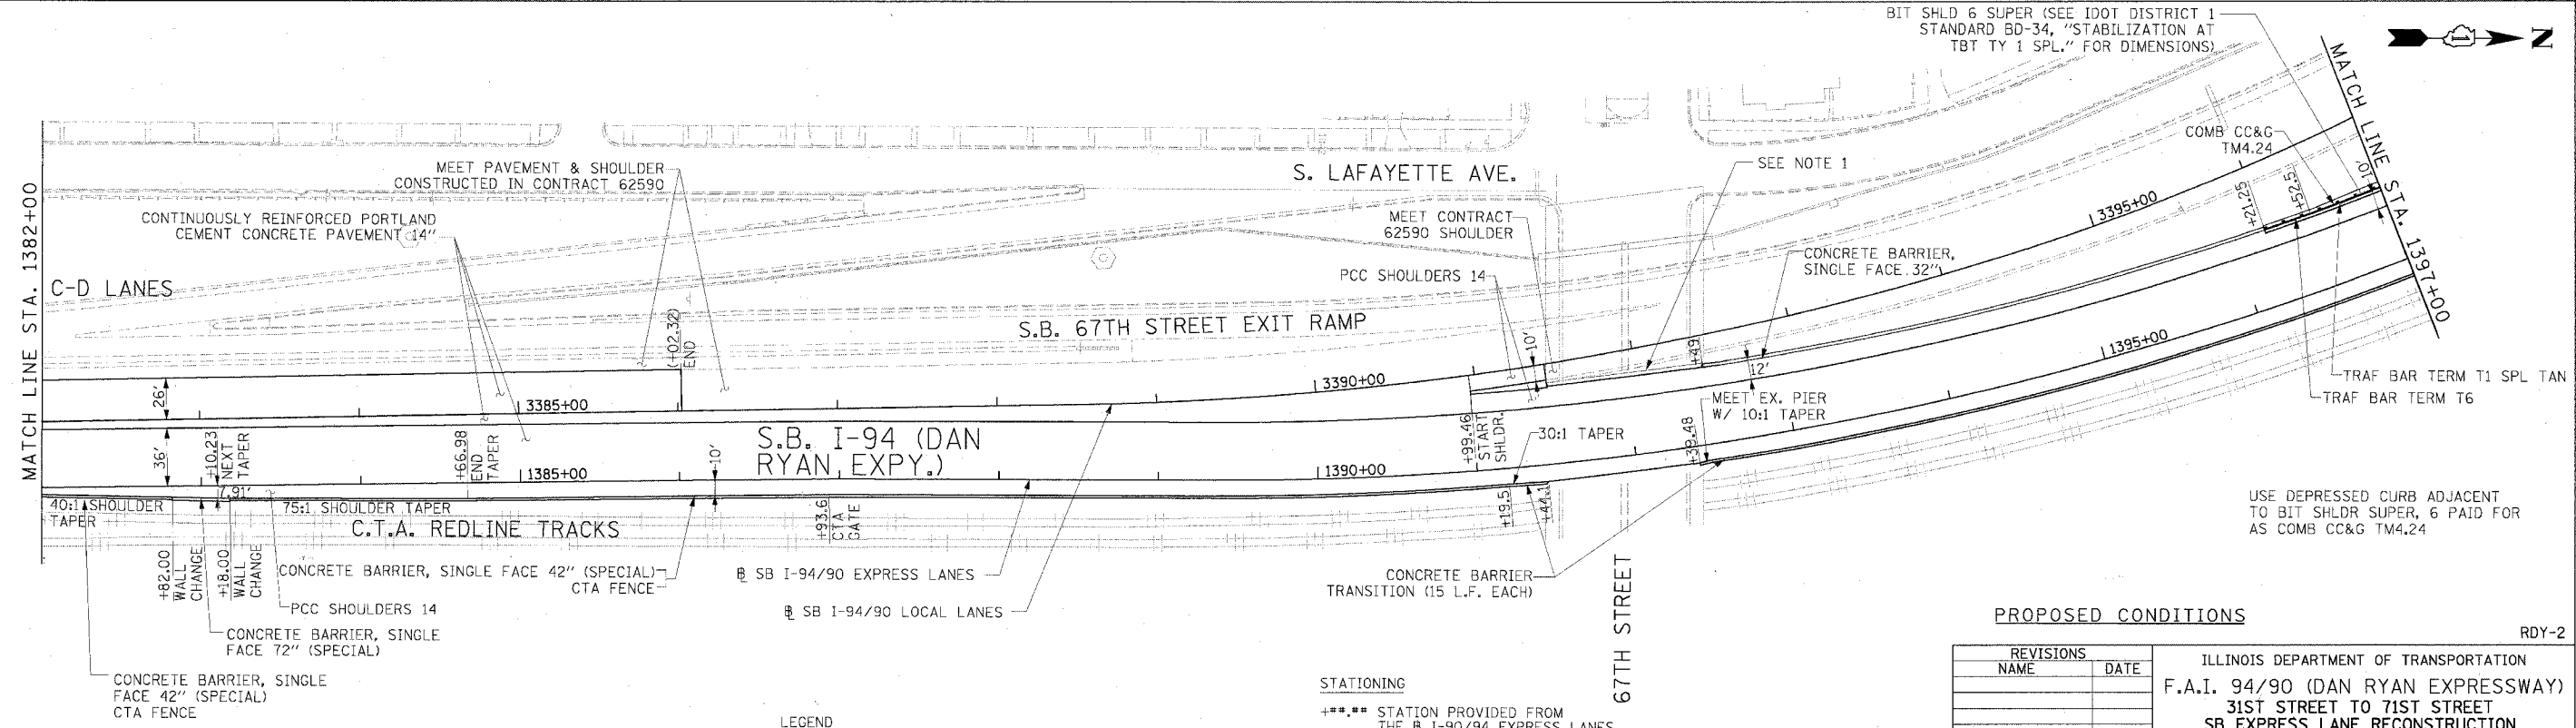 BIT SHLD 6 SUPER (SEE IDOT DISTRICT 1
STANDARD BD-34, "STABILIZATION AT
TBT TY 1 SPL." FOR DIMENSIONS)
N
MATCH LINE STA. 1382+00
MATCH LINE STA. 1397+00
MEET PAVEMENT & SHOULDER
CONSTRUCTED IN CONTRACT 62590
CONTINUOUSLY REINFORCED PORTLAND
CEMENT CONCRETE PAVEMENT 14"
C-D LANES
S. LAFAYETTE AVE.
SEE NOTE 1
COMB CC&G
TM4.24
10'
+52.5
+21.25
MEET CONTRACT
62590 SHOULDER
PCC SHOULDERS 14
CONCRETE BARRIER,
SINGLE FACE 32"
S.B. 67TH STREET EXIT RAMP
(+02.32)
END
10'
+49
12'
3395+00
1395+00
26'
3385+00
3390+00
36'
+10.23
NEXT
TAPER
7.91'
+66.98
END
TAPER
1385+00
10'
S.B. I-94 (DAN
RYAN EXPY.)
1390+00
+99.46
START
SHLDR.
30:1 TAPER
MEET EX. PIER
W/ 10:1 TAPER
+39.48
TRAF BAR TERM T1 SPL TAN
TRAF BAR TERM T6
40:1 SHOULDER
TAPER
75:1 SHOULDER TAPER
C.T.A. REDLINE TRACKS
+93.6
CTA
GATE
+19.5
+44.1
+82.00
WALL
CHANGE
+18.00
WALL
CHANGE
CONCRETE BARRIER, SINGLE FACE 42" (SPECIAL)
CTA FENCE
PCC SHOULDERS 14
CONCRETE BARRIER, SINGLE
FACE 72" (SPECIAL)
CONCRETE BARRIER, SINGLE
FACE 42" (SPECIAL)
CTA FENCE
SB I-94/90 EXPRESS LANES
SB I-94/90 LOCAL LANES
CONCRETE BARRIER
TRANSITION (15 L.F. EACH)
67TH STREET
USE DEPRESSED CURB ADJACENT
TO BIT SHLDR SUPER, 6 PAID FOR
AS COMB CC&G TM4.24
PROPOSED CONDITIONS
RDY-2
LEGEND
STATIONING
+**.** STATION PROVIDED FROM
THE B I-90/94 EXPRESS LANES
REVISIONS
NAME DATE
ILLINOIS DEPARTMENT OF TRANSPORTATION
F.A.I. 94/90 (DAN RYAN EXPRESSWAY)
31ST STREET TO 71ST STREET
SB EXPRESS LANE RECONSTRUCTION